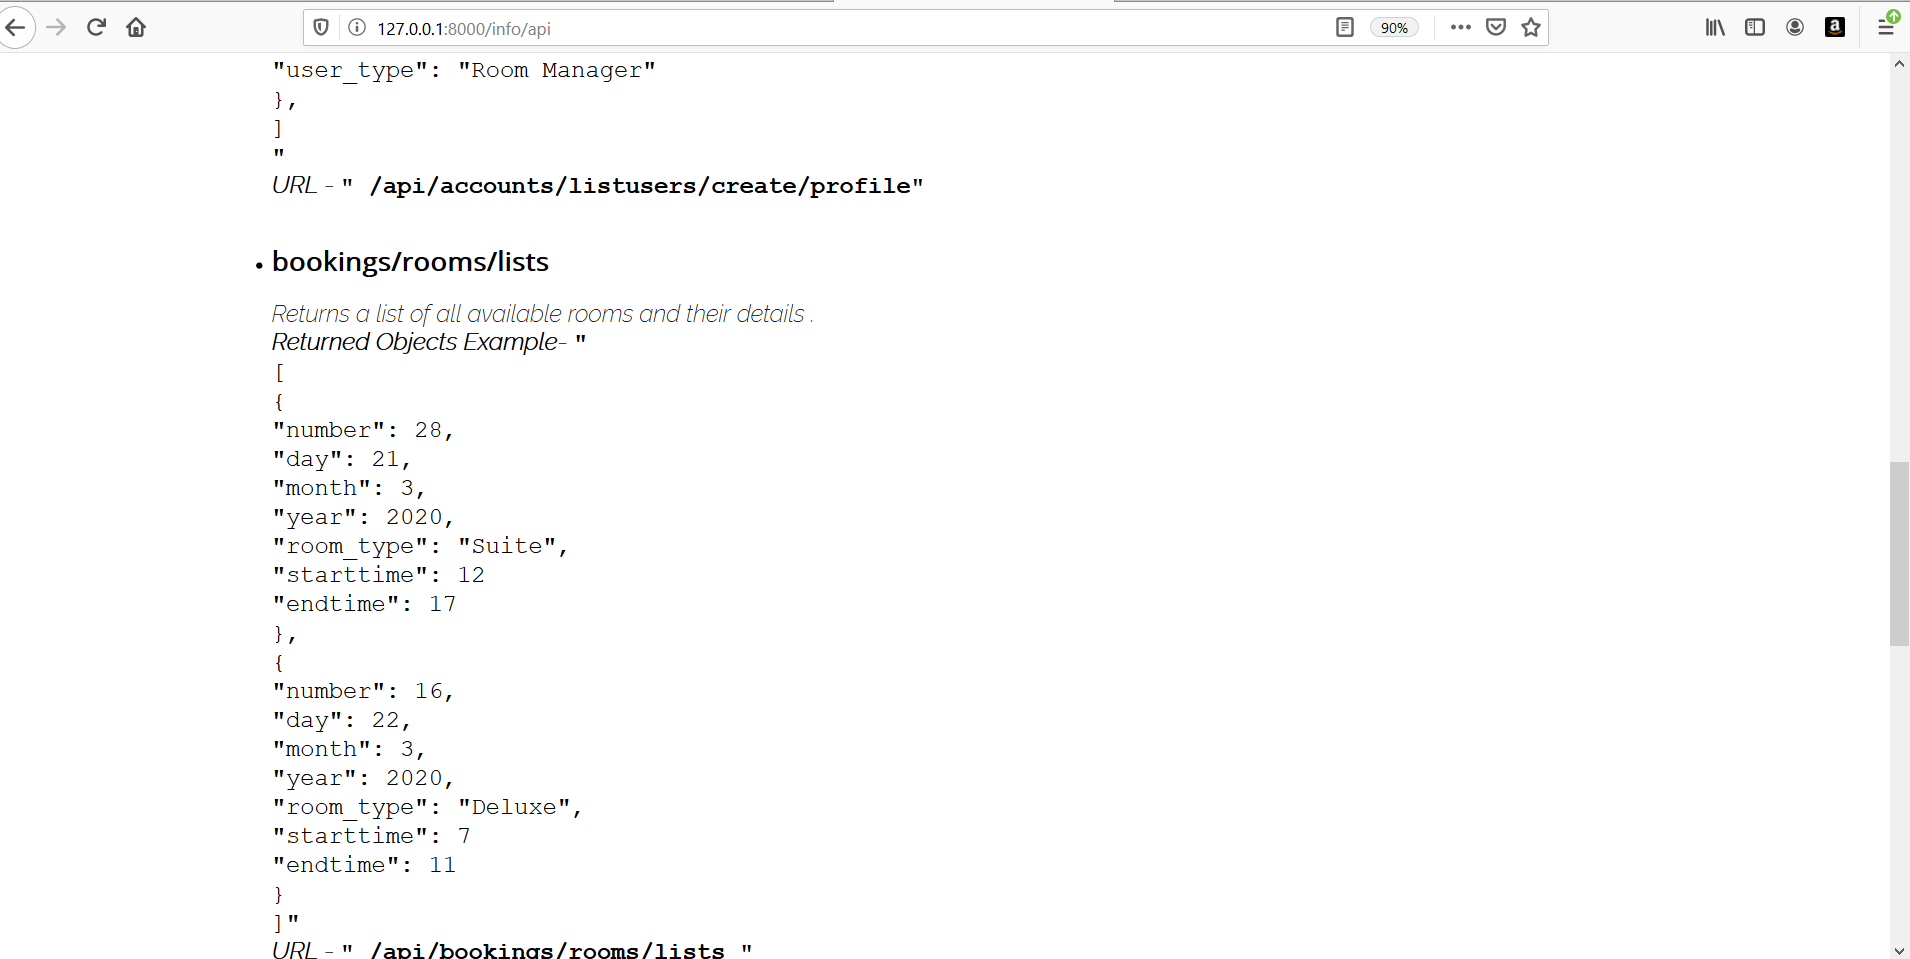 127.0.0.1:8000/info/api
90%
"user_type": "Room Manager"
},
]
"
URL - " /api/accounts/listusers/create/profile"
• bookings/rooms/lists
Returns a list of all available rooms and their details .
Returned Objects Example- "
[
{
"number": 28,
"day": 21,
"month": 3,
"year": 2020,
"room_type": "Suite",
"starttime": 12
"endtime": 17
},
{
"number": 16,
"day": 22,
"month": 3,
"year": 2020,
"room_type": "Deluxe",
"starttime": 7
"endtime": 11
}
]"
URL - " /api/bookings/rooms/lists "